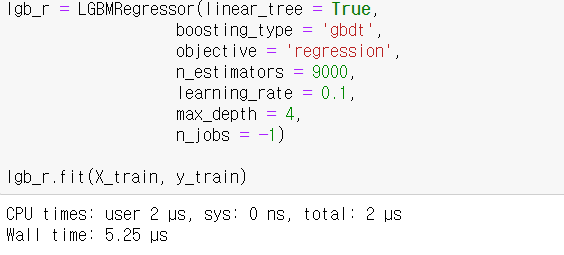 lgb_r = LGBMRegressor(linear_tree = True,
boosting_type = 'gbdt',
objective = 'regression',
n_estimators = 9000,
learning_rate = 0.1,
max_depth = 4,
n_jobs = -1)
lgb_r.fit(X_train, y_train)
CPU times: user 2 µs, sys: 0 ns, total: 2 µs
Wall time: 5.25 µs